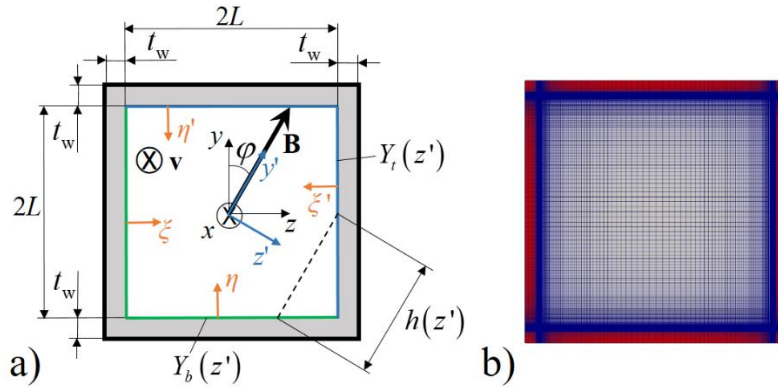 2L
t_w
t_w
t_w
η'
y
φ
B
y'
Y_t(z')
v
2L
ξ
ξ'
x
z
z'
η
t_w
h(z')
Y_b(z')
a)
b)